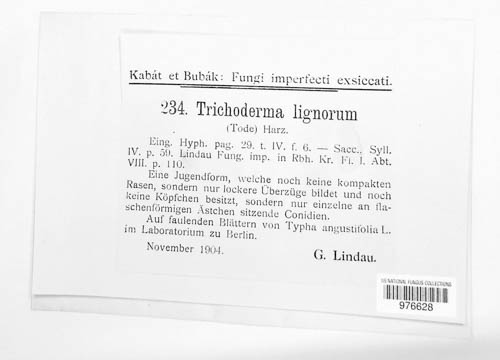 Kabát et Bubák: Fungi imperfecti exsiccati.
234. Trichoderma lignorum
(Tode) Harz.
Eing. Hyph. pag. 29. t. IV. f. 6. — Sacc., Syll.
IV. p. 59. Lindau Fung. imp. in Rbh. Kr. Fl. I. Abt.
VIII. p. 110.
Eine Jugendform, welche noch keine kompakten
Rasen, sondern nur lockere Überzüge bildet und noch
keine Köpfchen besitzt, sondern nur einzelne an fla-
schenförmigen Ästchen sitzende Conidien.
Auf faulenden Blättern von Typha angustifolia L.
im Laboratorium zu Berlin.
November 1904.
G. Lindau.
US NATIONAL FUNGUS COLLECTIONS
976628